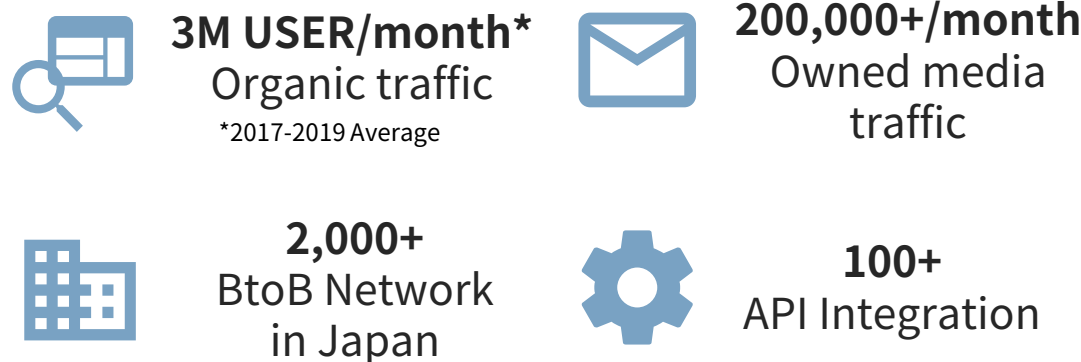 3M USER/month*
Organic traffic
*2017-2019 Average
200,000+/month
Owned media
traffic
2,000+
BtoB Network
in Japan
100+
API Integration